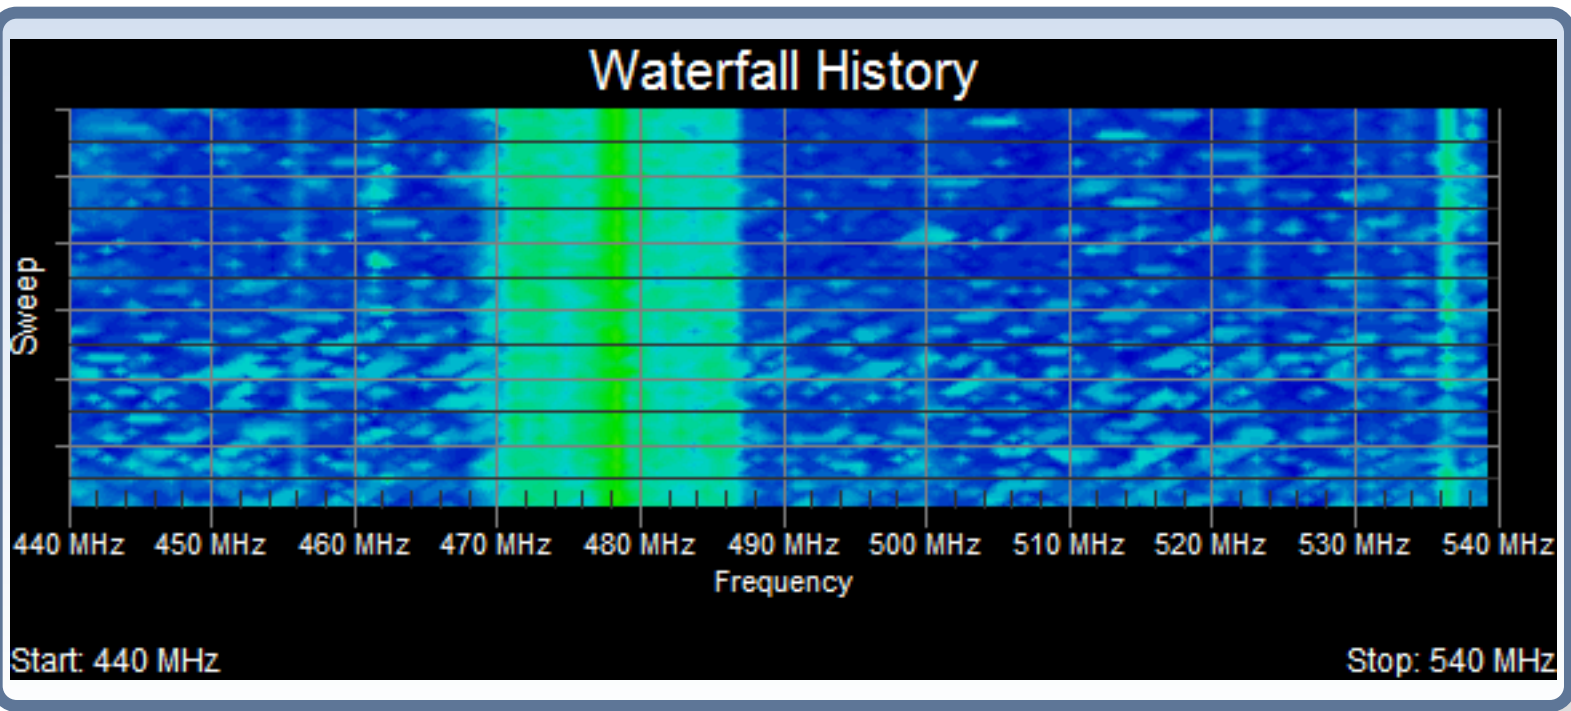 Waterfall History
Sweep
440 MHz 450 MHz 460 MHz 470 MHz 480 MHz 490 MHz 500 MHz 510 MHz 520 MHz 530 MHz 540 MHz
Frequency
Start: 440 MHz Stop: 540 MHz